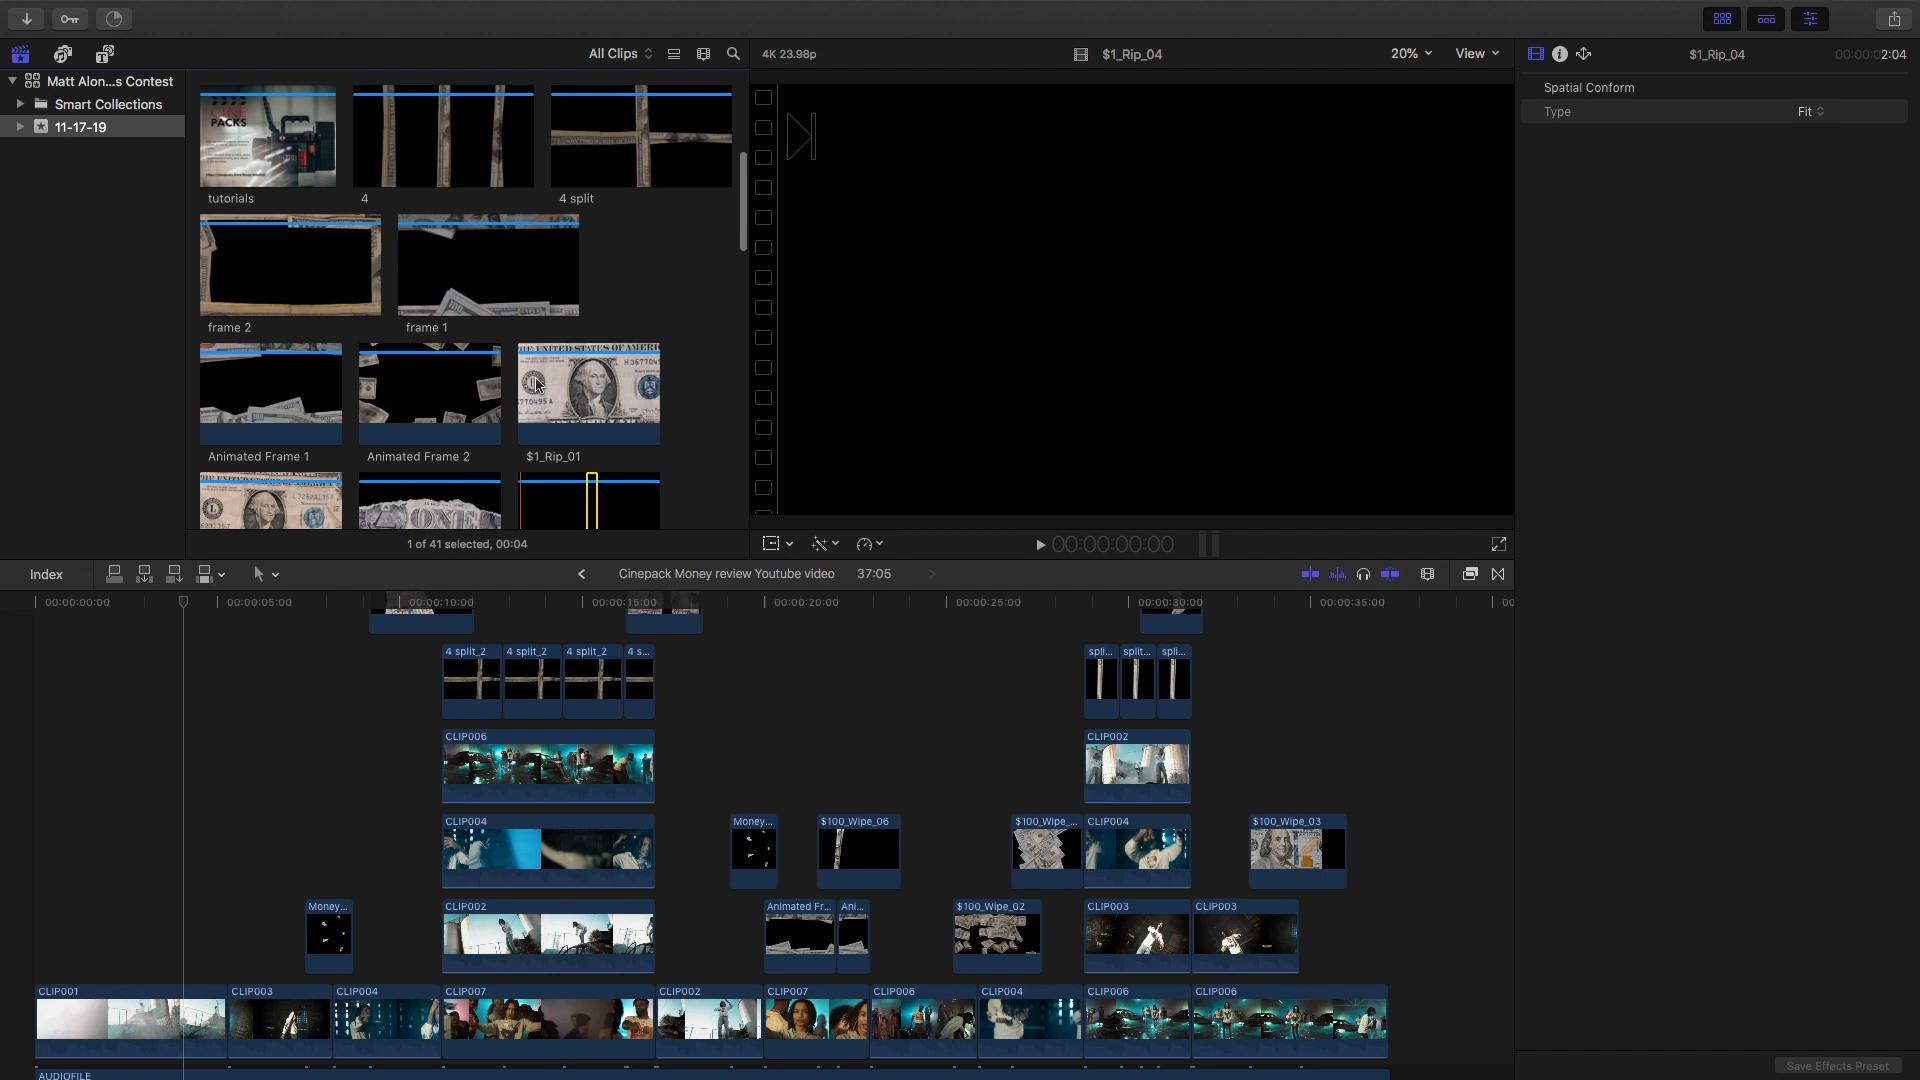 All Clips
4K 23.98p
$1_Rip_04
20%
View
$1_Rip_04
00:00:02:04
Matt Alon...s Contest
Smart Collections
11-17-19
Spatial Conform
Type
Fit
CINE
PACKS
tutorials
4
4 split
frame 2
frame 1
Animated Frame 1
Animated Frame 2
$1_Rip_01
1 of 41 selected, 00:04
00:00:00:00
Index
Cinepack Money review Youtube video
37:05
00:00:00:00
00:00:05:00
00:00:10:00
00:00:15:00
00:00:20:00
00:00:25:00
00:00:30:00
00:00:35:00
4 split_2
4 split_2
4 split_2
4 s...
spli...
split...
spli...
CLIP006
CLIP002
CLIP004
Money...
$100_Wipe_06
$100_Wipe_...
CLIP004
$100_Wipe_03
Money...
CLIP002
Animated Fr...
Ani...
$100_Wipe_02
CLIP003
CLIP003
CLIP001
CLIP003
CLIP004
CLIP007
CLIP002
CLIP007
CLIP006
CLIP004
CLIP006
CLIP006
AUDIOFILE
Save Effects Preset